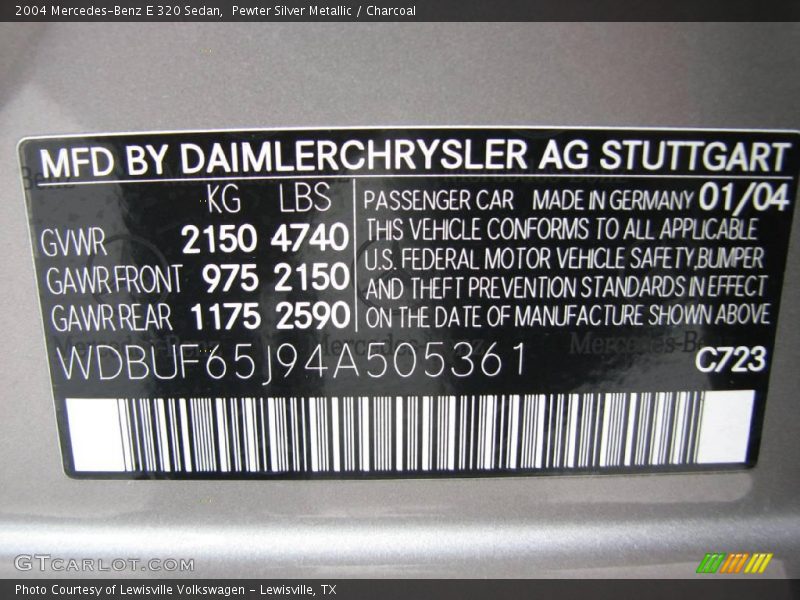 2004 Mercedes-Benz E 320 Sedan, Pewter Silver Metallic / Charcoal
MFD BY DAIMLERCHRYSLER AG STUTTGART
KG LBS
GVWR 2150 4740
GAWR FRONT 975 2150
GAWR REAR 1175 2590
PASSENGER CAR MADE IN GERMANY 01/04
THIS VEHICLE CONFORMS TO ALL APPLICABLE
U.S. FEDERAL MOTOR VEHICLE SAFETY,BUMPER
AND THEFT PREVENTION STANDARDS IN EFFECT
ON THE DATE OF MANUFACTURE SHOWN ABOVE
WDBUF65J94A505361 C723
GTCARLOT.COM
Photo Courtesy of Lewisville Volkswagen - Lewisville, TX